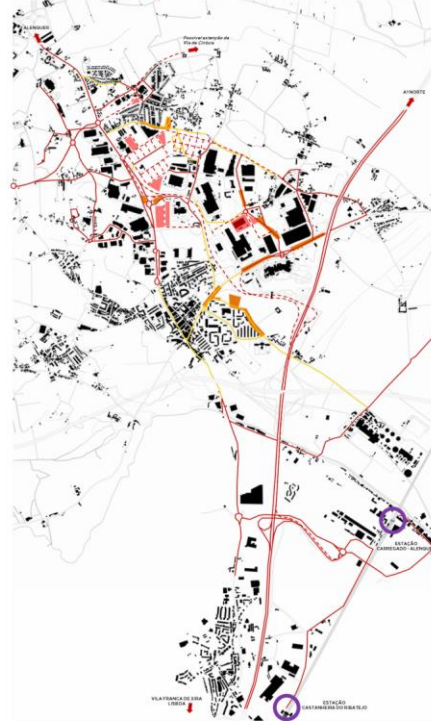 ALENQUER
Possível extensão da
Via de Cintura
A1 NORTE
ESTAÇÃO
CARREGADO - ALENQUER
VILA FRANCA DE XIRA
LISBOA
ESTAÇÃO
CASTANHEIRA DO RIBATEJO